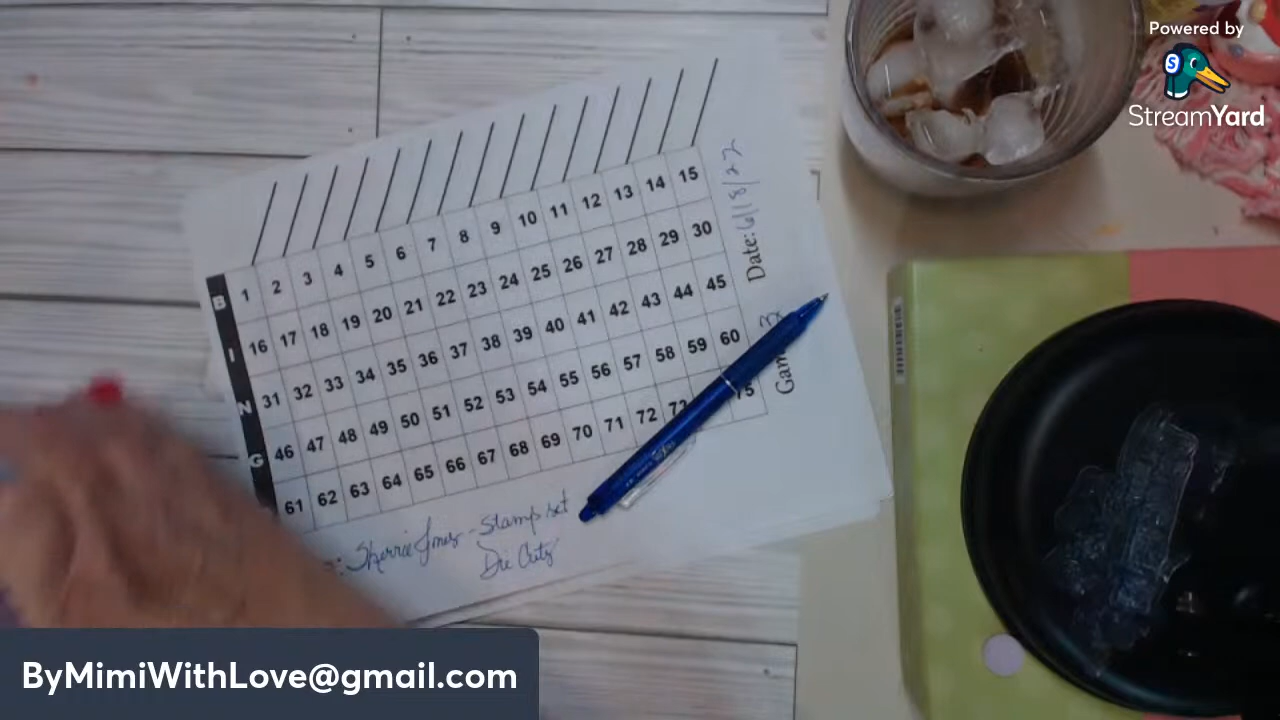 Powered by
StreamYard
B 1 2 3 4 5 6 7 8 9 10 11 12 13 14 15
I 16 17 18 19 20 21 22 23 24 25 26 27 28 29 30
N 31 32 33 34 35 36 37 38 39 40 41 42 43 44 45
G 46 47 48 49 50 51 52 53 54 55 56 57 58 59 60
61 62 63 64 65 66 67 68 69 70 71 72 73 75
Date: 6/18/22
3
Sherrie Jones - Stamp set
Die Cuts
ByMimiWithLove@gmail.com